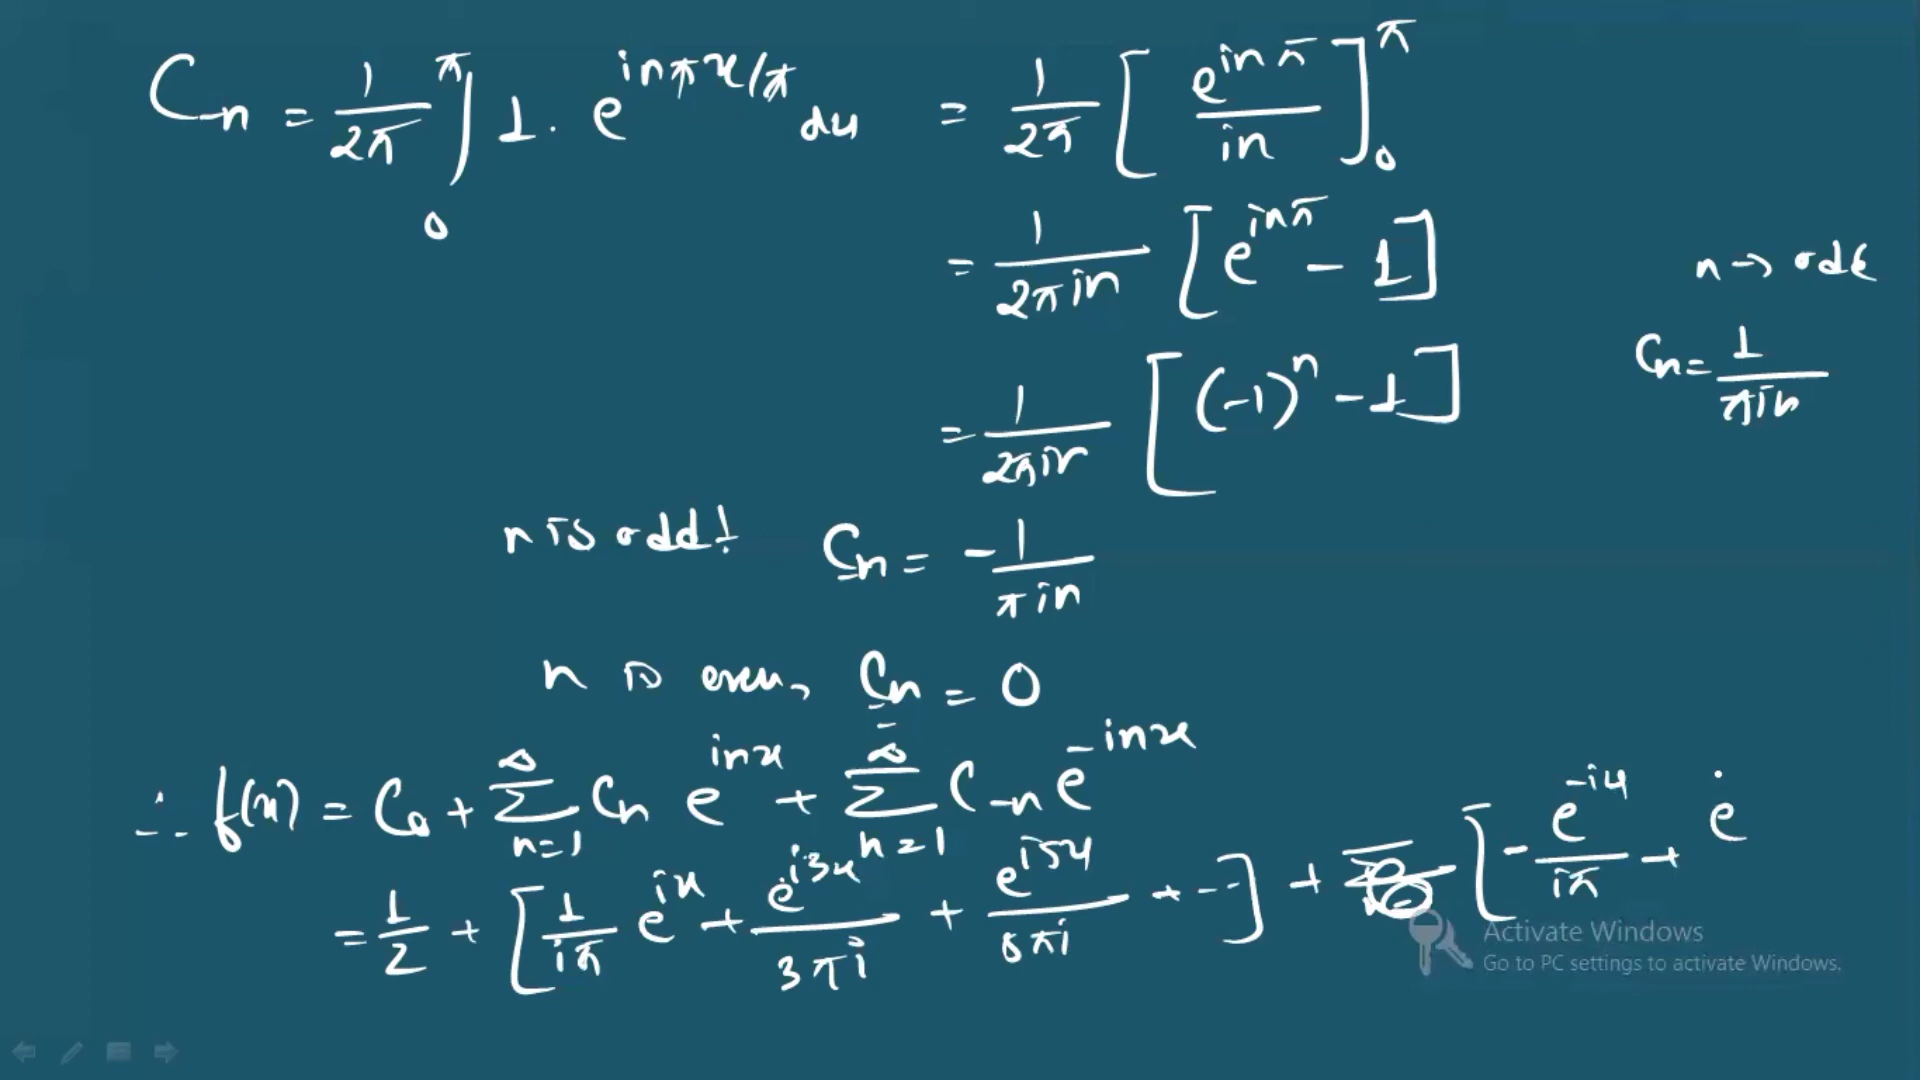 C₋n = 1/2π ∫₀^π 1 · e^{inπx/π} dx = 1/2π [e^{inπ}/in]₀^π
= 1/2πin [e^{inπ} - 1]
n → odd
= 1/2πin [(-1)ⁿ - 1]
Cn = 1/πin
n is odd! C₋n = -1/πin
n is even, C₋n = 0
∴ f(x) = C₀ + Σ_{n=1}^∞ Cn e^{inx} + Σ_{n=1}^∞ C₋n e^{-inx}
= 1/2 + [1/iπ e^{ix} + e^{i3x}/3πi + e^{i5x}/5πi + ---] + [-e^{-ix}/iπ + e
Activate Windows
Go to PC settings to activate Windows.